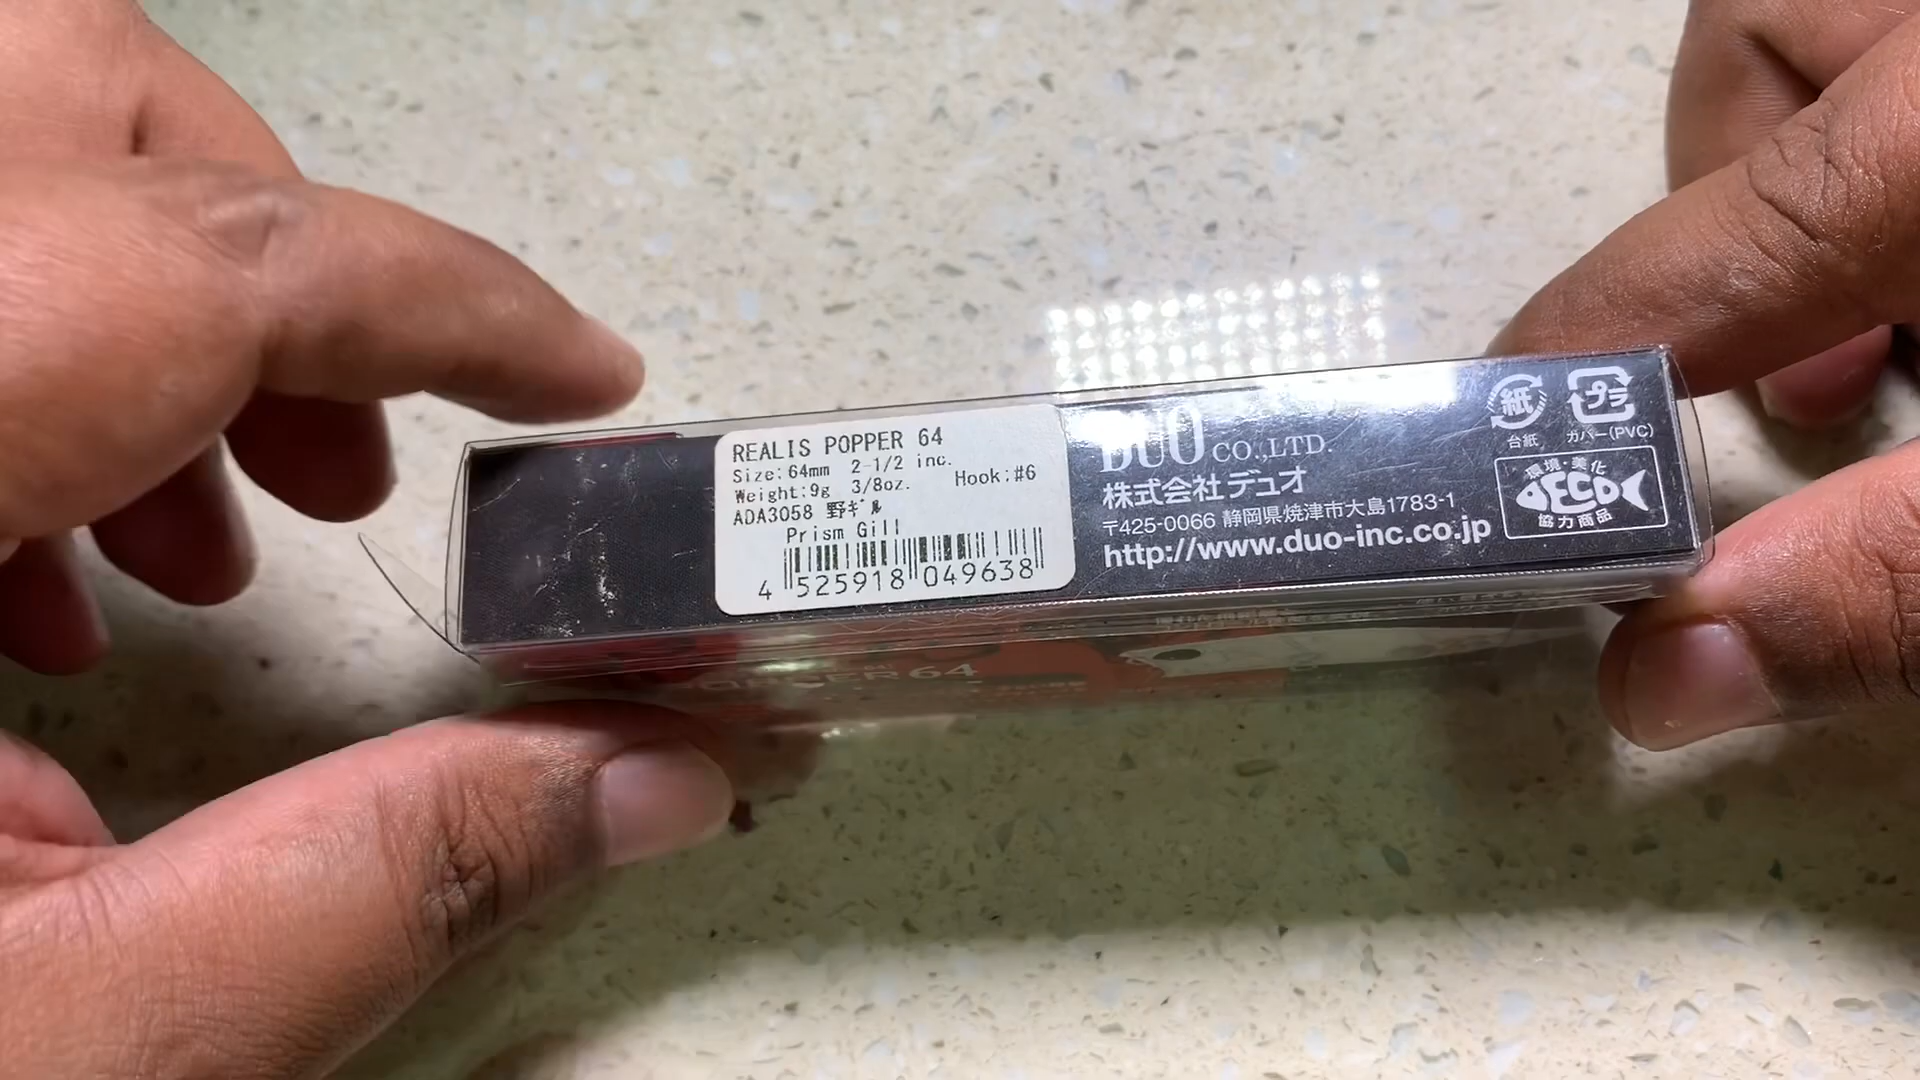 REALIS POPPER 64
Size:64mm 2-1/2 inc.
Weight:9g 3/8oz. Hook:#6
ADA3058 野ｷﾞﾙ
Prism Gill
4 525918 049638
DUO CO.,LTD.
株式会社デュオ
〒425-0066 静岡県焼津市大島1783-1
http://www.duo-inc.co.jp
紙
台紙
プラ
カバー(PVC)
環境・美化
ECO
協力商品
64